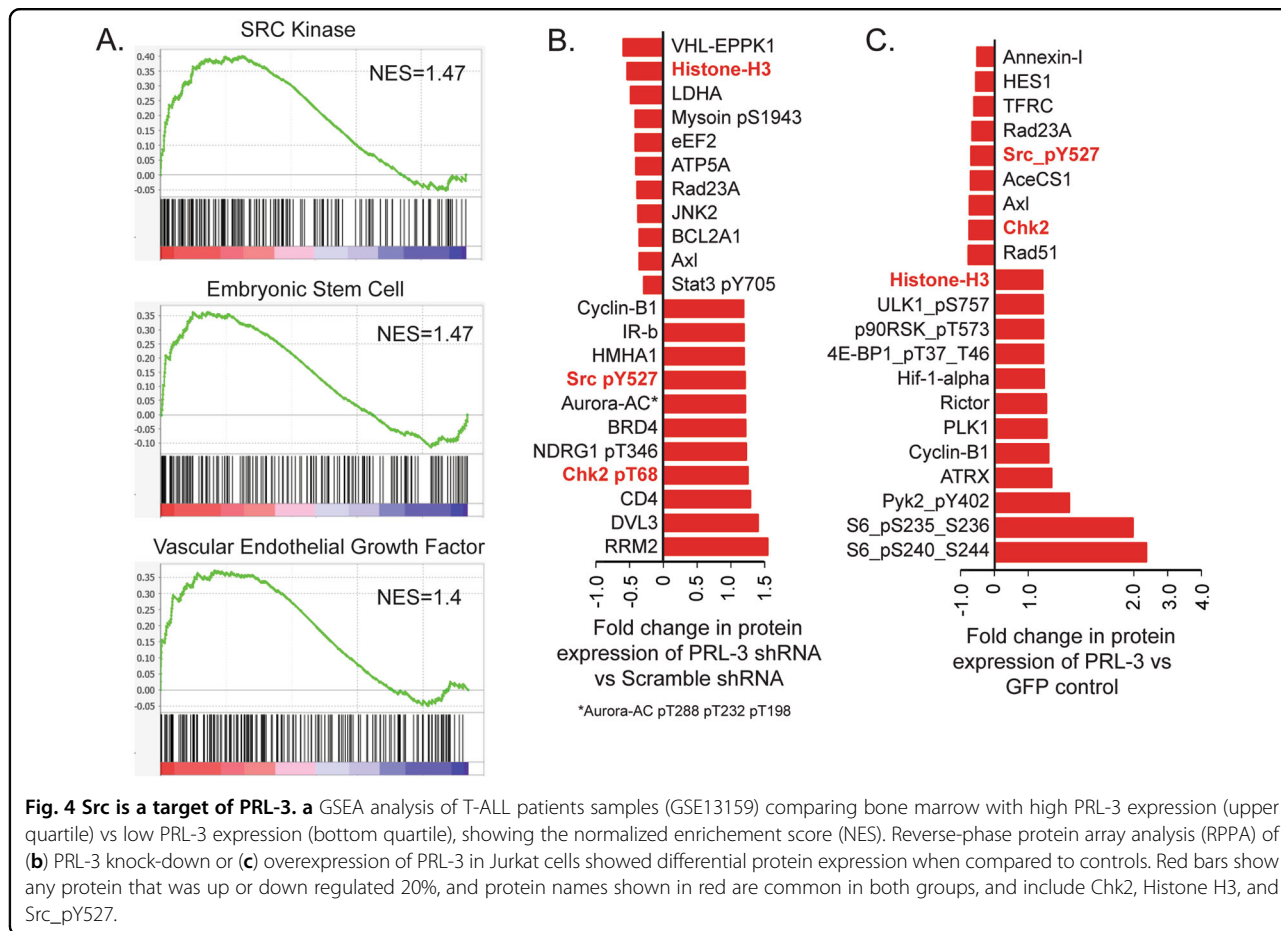 A.
SRC Kinase
NES=1.47
0.40
0.35
0.30
0.25
0.20
0.15
0.10
0.05
0.00
-0.05
Embryonic Stem Cell
NES=1.47
0.35
0.30
0.25
0.20
0.15
0.10
0.05
0.00
-0.05
-0.10
Vascular Endothelial Growth Factor
NES=1.4
0.35
0.30
0.25
0.20
0.15
0.10
0.05
0.00
-0.05
B.
VHL-EPPK1
Histone-H3
LDHA
Mysoin pS1943
eEF2
ATP5A
Rad23A
JNK2
BCL2A1
Axl
Stat3 pY705
Cyclin-B1
IR-b
HMHA1
Src pY527
Aurora-AC*
BRD4
NDRG1 pT346
Chk2 pT68
CD4
DVL3
RRM2
-1.0
0
0
1.5
Fold change in protein
expression of PRL-3 shRNA
vs Scramble shRNA
*Aurora-AC pT288 pT232 pT198
C.
Annexin-I
HES1
TFRC
Rad23A
Src_pY527
AceCS1
Axl
Chk2
Rad51
Histone-H3
ULK1_pS757
p90RSK_pT573
4E-BP1_pT37_T46
Hif-1-alpha
Rictor
PLK1
Cyclin-B1
ATRX
Pyk2_pY402
S6_pS235_S236
S6_pS240_S244
-1.0
0
1.0
2.0
3.0
4.0
Fold change in protein
expression of PRL-3 vs
GFP control
Fig. 4 Src is a target of PRL-3. a GSEA analysis of T-ALL patients samples (GSE13159) comparing bone marrow with high PRL-3 expression (upper
quartile) vs low PRL-3 expression (bottom quartile), showing the normalized enrichement score (NES). Reverse-phase protein array analysis (RPPA) of
(b) PRL-3 knock-down or (c) overexpression of PRL-3 in Jurkat cells showed differential protein expression when compared to controls. Red bars show
any protein that was up or down regulated 20%, and protein names shown in red are common in both groups, and include Chk2, Histone H3, and
Src_pY527.